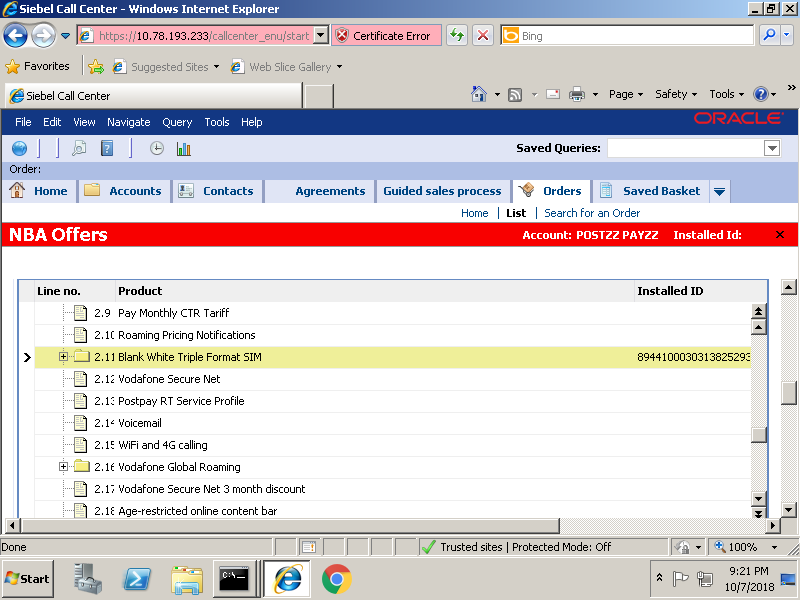 Siebel Call Center - Windows Internet Explorer
https://10.78.193.233/callcenter_enu/start Certificate Error Bing
Favorites Suggested Sites Web Slice Gallery
Siebel Call Center Page Safety Tools »
File Edit View Navigate Query Tools Help ORACLE
Saved Queries:
Order:
Home Accounts Contacts Agreements Guided sales process Orders Saved Basket
Home | List | Search for an Order
NBA Offers Account: POSTZZ PAYZZ Installed Id:
Line no. Product Installed ID
2.9 Pay Monthly CTR Tariff
2.10 Roaming Pricing Notifications
2.11 Blank White Triple Format SIM 8944100030313825293
2.12 Vodafone Secure Net
2.13 Postpay RT Service Profile
2.14 Voicemail
2.15 WiFi and 4G calling
2.16 Vodafone Global Roaming
2.17 Vodafone Secure Net 3 month discount
2.18 Age-restricted online content bar
Done Trusted sites | Protected Mode: Off 100%
Start C:\. 9:21 PM
10/7/2018